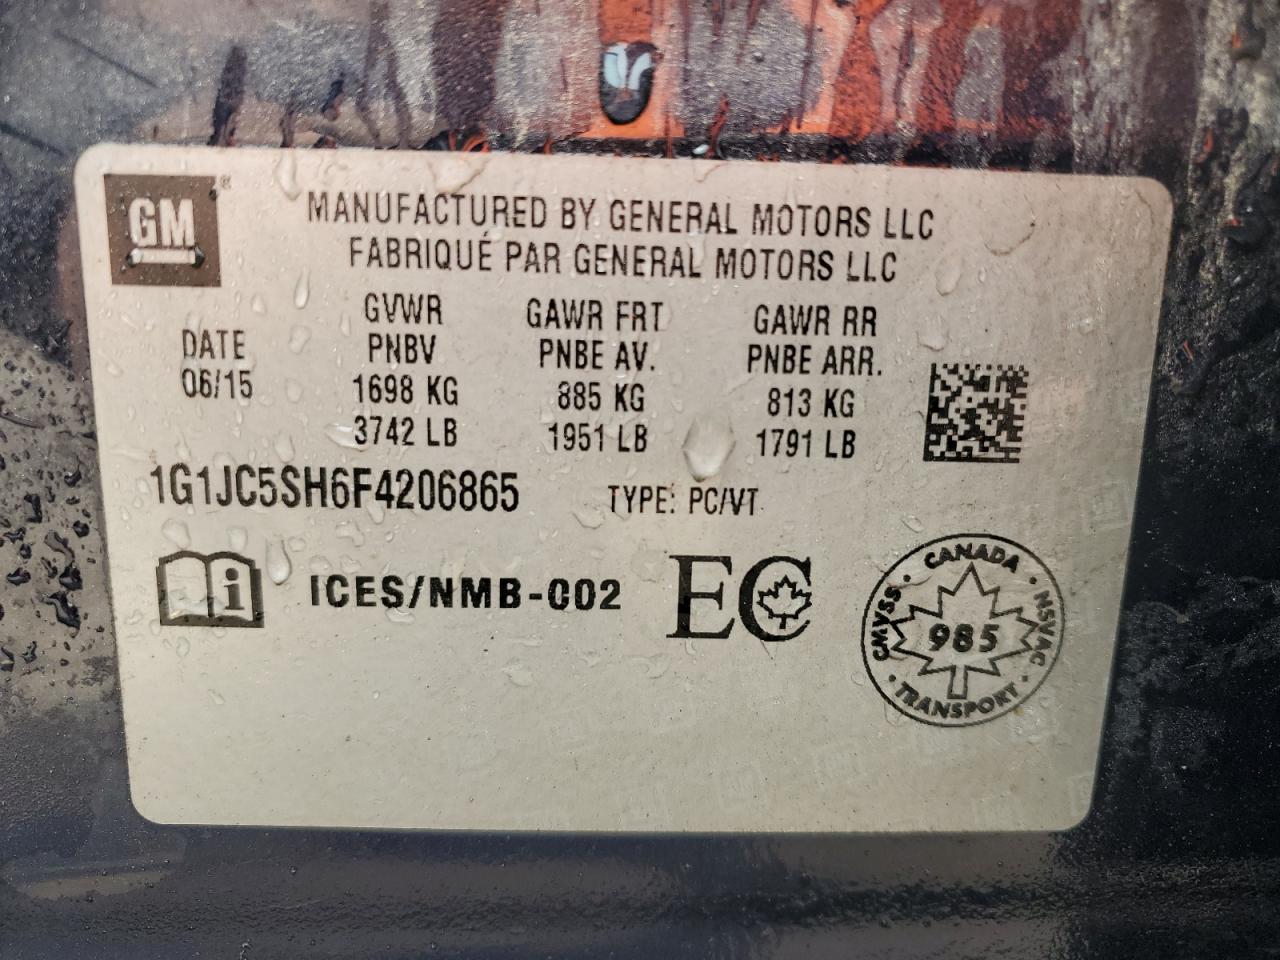 GM ®
MANUFACTURED BY GENERAL MOTORS LLC
FABRIQUÉ PAR GENERAL MOTORS LLC
DATE
06/15
GVWR
PNBV
1698 KG
3742 LB
GAWR FRT
PNBE AV.
885 KG
1951 LB
GAWR RR
PNBE ARR.
813 KG
1791 LB
1G1JC5SH6F4206865
TYPE: PC/VT
i
ICES/NMB-002
EC
CANADA
CMVSS · 985 · NSVAC
TRANSPORT